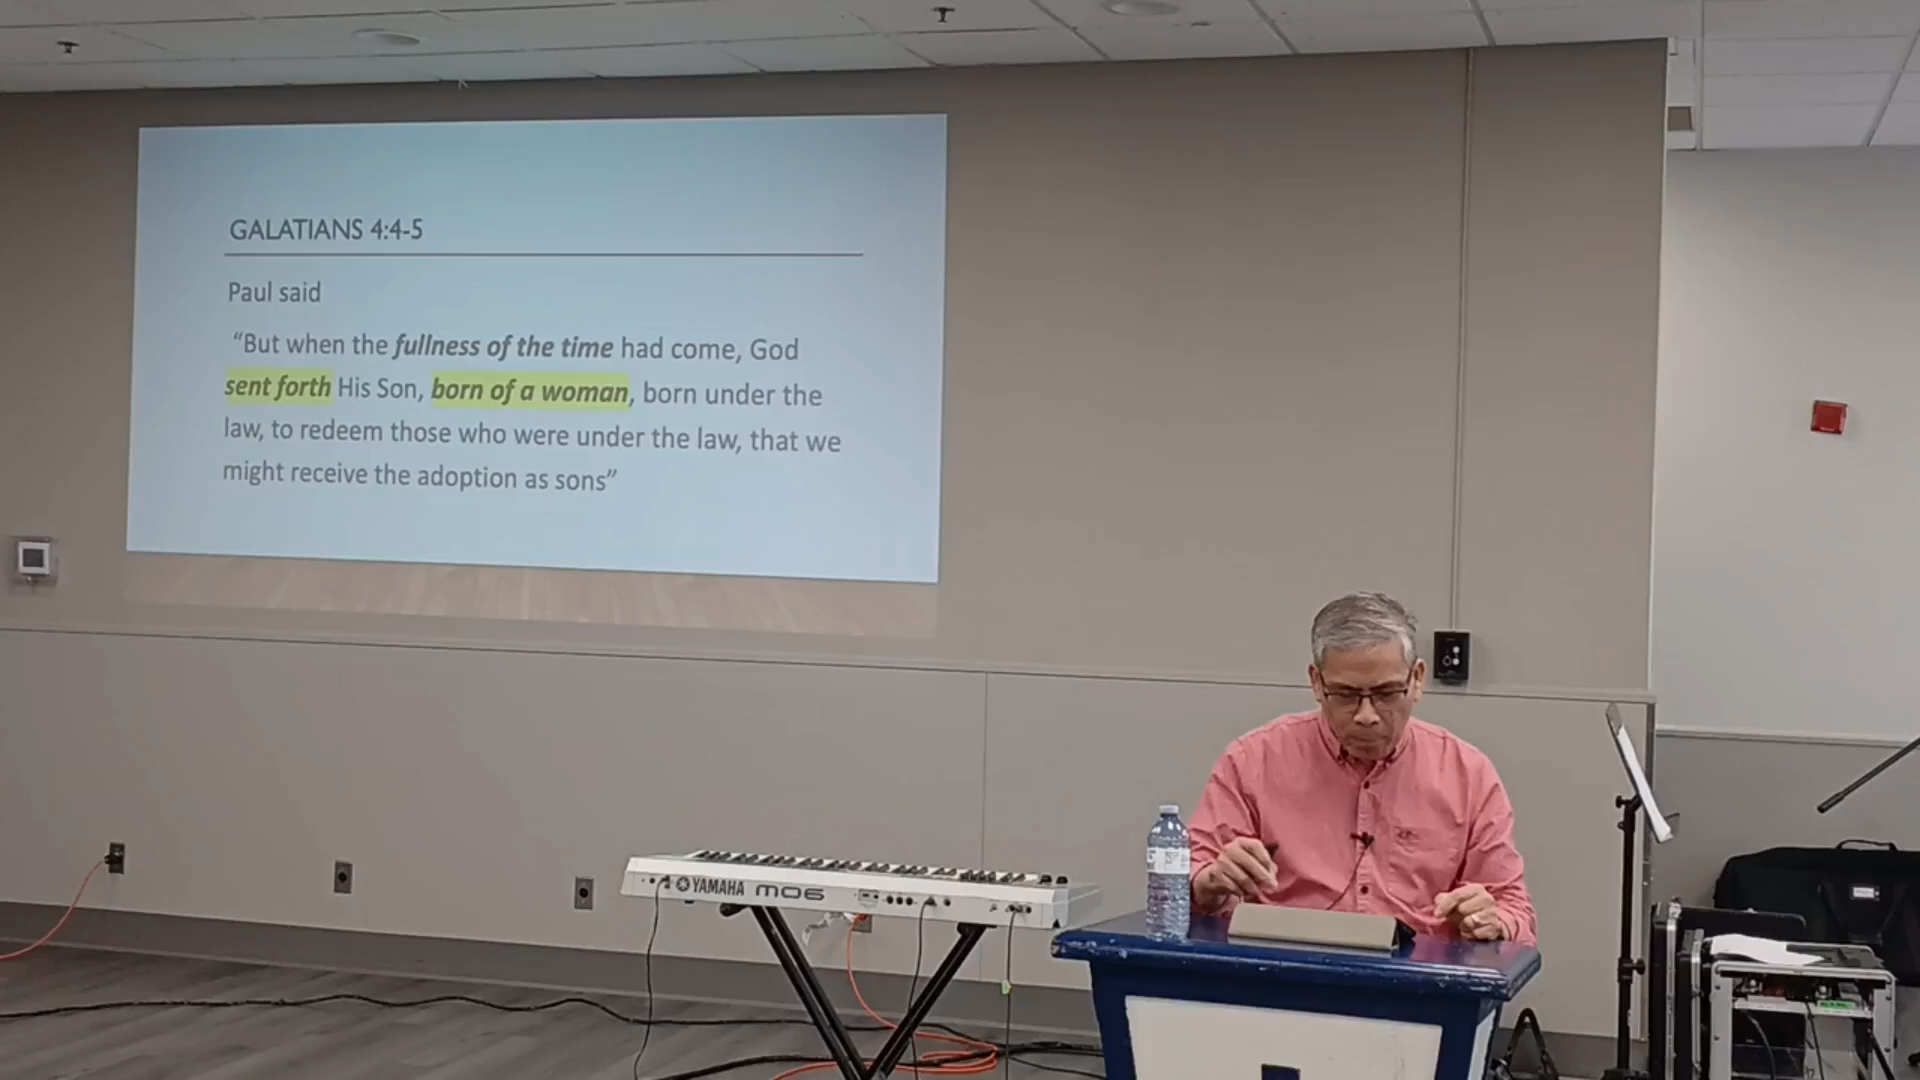 GALATIANS 4:4-5
Paul said
“But when the fullness of the time had come, God
sent forth His Son, born of a woman, born under the
law, to redeem those who were under the law, that we
might receive the adoption as sons”
YAMAHA MO6